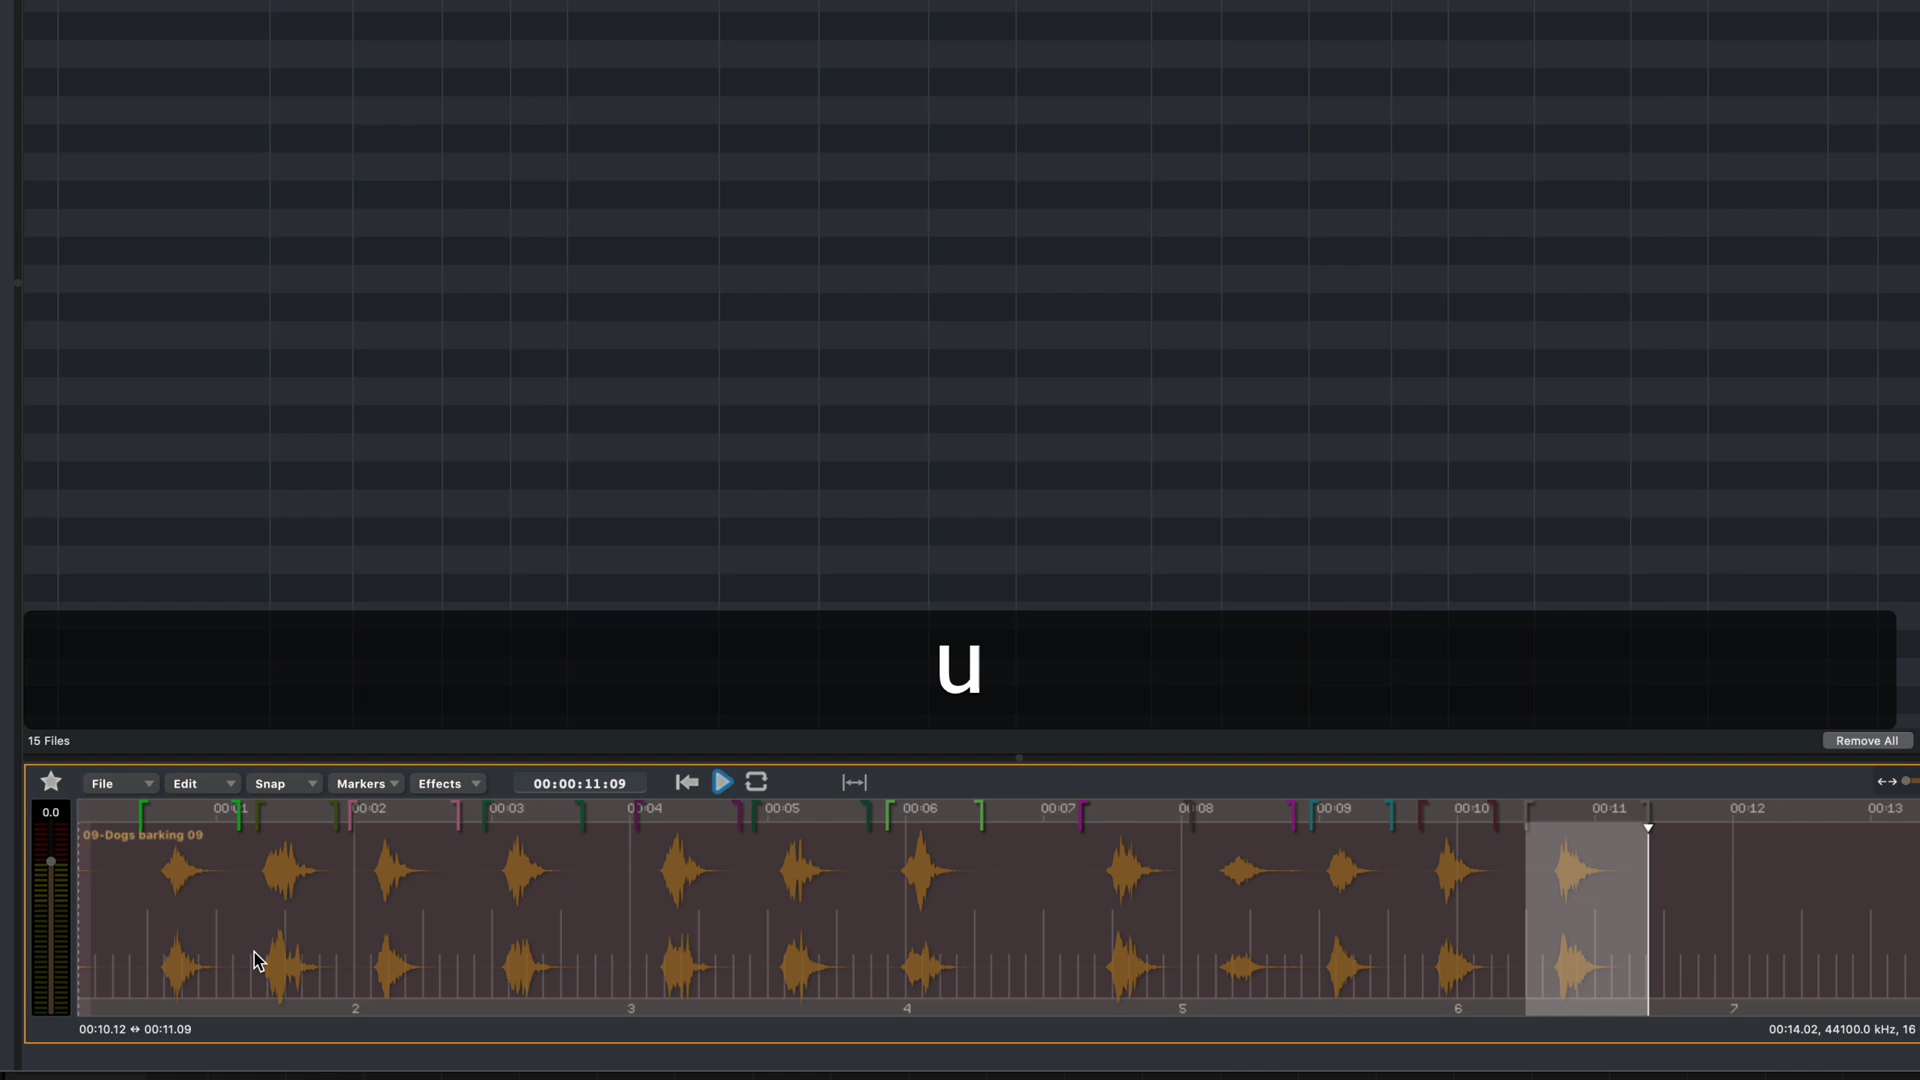 u
15 Files
Remove All
File
Edit
Snap
Markers
Effects
00:00:11:09
0.0
00:01
00:02
00:03
00:04
00:05
00:06
00:07
00:08
00:09
00:10
00:11
00:12
00:13
09-Dogs barking 09
2
3
4
5
6
7
00:10.12 ↔ 00:11.09
00:14.02, 44100.0 kHz, 16